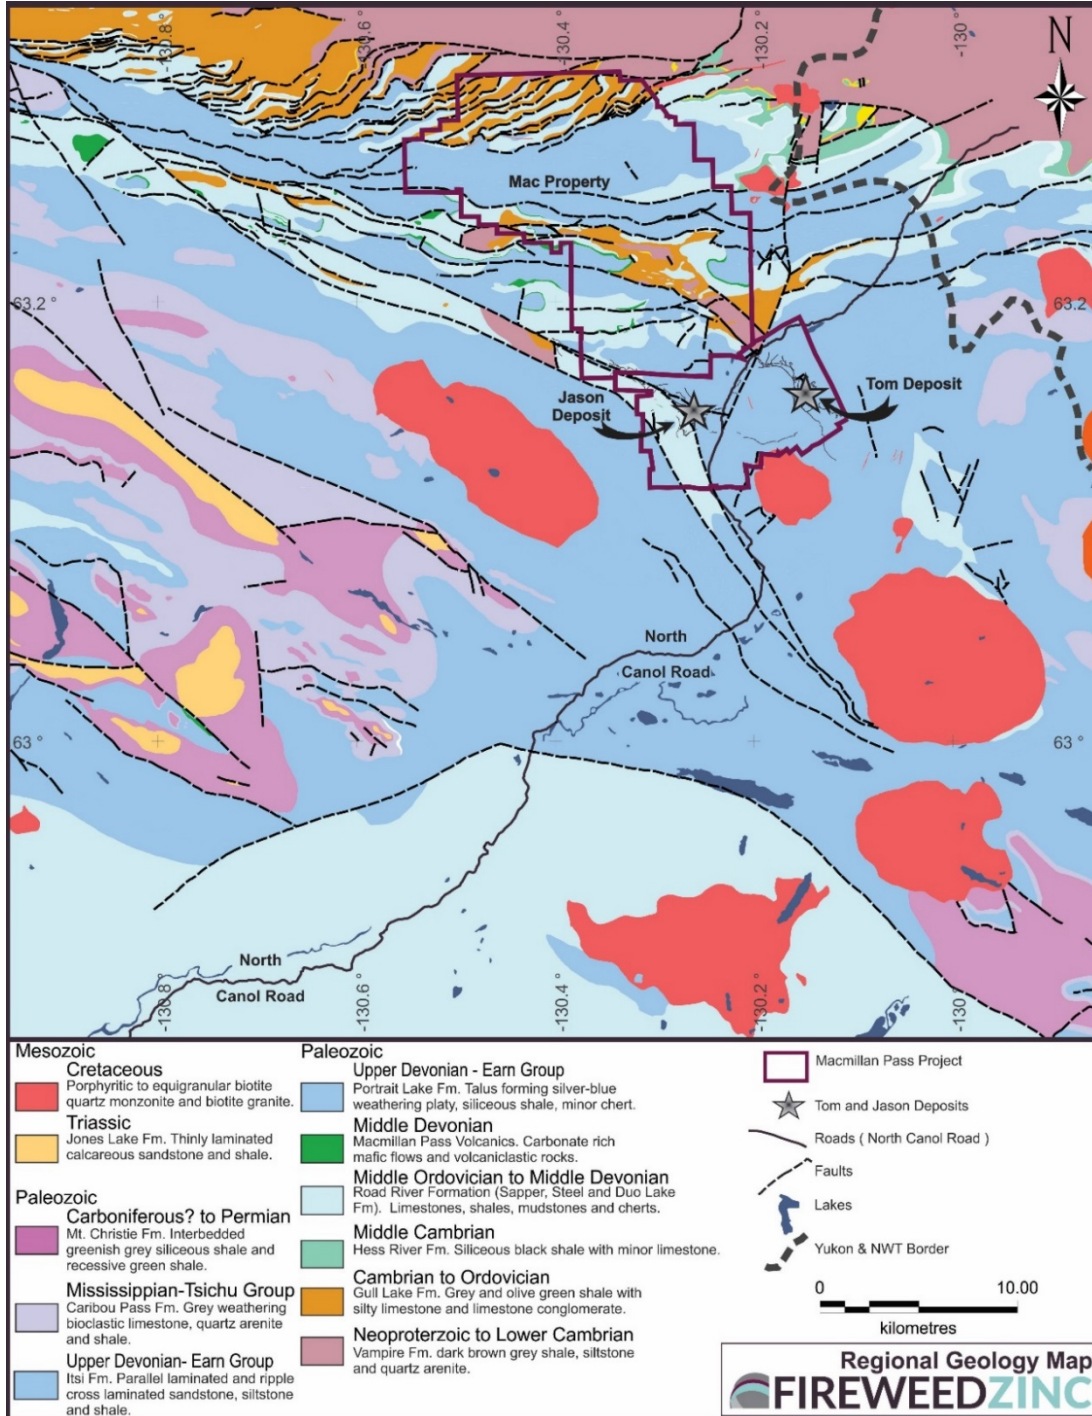 -130.8 °
-130.6 °
-130.4 °
-130.2 °
-130 °
N
Mac Property
63.2 °
63.2 °
Jason
Deposit
Tom Deposit
North
Canol Road
63 °
63 °
North
Canol Road
-130.8 °
-130.6 °
-130.4 °
-130.2 °
-130 °
Mesozoic
Cretaceous
Porphyritic to equigranular biotite
quartz monzonite and biotite granite.
Triassic
Jones Lake Fm. Thinly laminated
calcareous sandstone and shale.
Paleozoic
Carboniferous? to Permian
Mt. Christie Fm. Interbedded
greenish grey siliceous shale and
recessive green shale.
Mississippian-Tsichu Group
Caribou Pass Fm. Grey weathering
bioclastic limestone, quartz arenite
and shale.
Upper Devonian- Earn Group
Itsi Fm. Parallel laminated and ripple
cross laminated sandstone, siltstone
and shale.
Paleozoic
Upper Devonian - Earn Group
Portrait Lake Fm. Talus forming silver-blue
weathering platy, siliceous shale, minor chert.
Middle Devonian
Macmillan Pass Volcanics. Carbonate rich
mafic flows and volcaniclastic rocks.
Middle Ordovician to Middle Devonian
Road River Formation (Sapper, Steel and Duo Lake
Fm). Limestones, shales, mudstones and cherts.
Middle Cambrian
Hess River Fm. Siliceous black shale with minor limestone.
Cambrian to Ordovician
Gull Lake Fm. Grey and olive green shale with
silty limestone and limestone conglomerate.
Neoproterzoic to Lower Cambrian
Vampire Fm. dark brown grey shale, siltstone
and quartz arenite.
Macmillan Pass Project
Tom and Jason Deposits
Roads ( North Canol Road )
Faults
Lakes
Yukon & NWT Border
0 10.00
kilometres
Regional Geology Map
FIREWEEDZINC